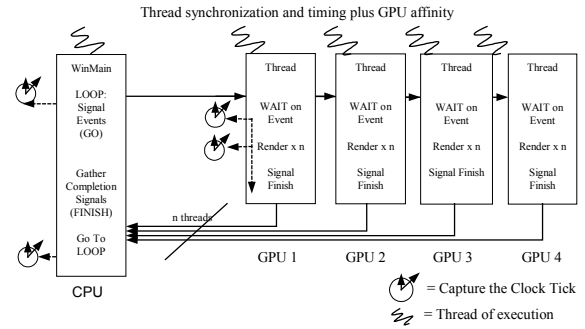 Thread synchronization and timing plus GPU affinity
WinMain
LOOP:
Signal
Events
(GO)
Gather
Completion
Signals
(FINISH)
Go To
LOOP
CPU
Thread
WAIT on
Event
Render x n
Signal
Finish
GPU 1
Thread
WAIT on
Event
Render x n
Signal
Finish
GPU 2
Thread
WAIT on
Event
Render x n
Signal Finish
GPU 3
Thread
WAIT on
Event
Render x n
Signal
Finish
GPU 4
n threads
= Capture the Clock Tick
= Thread of execution